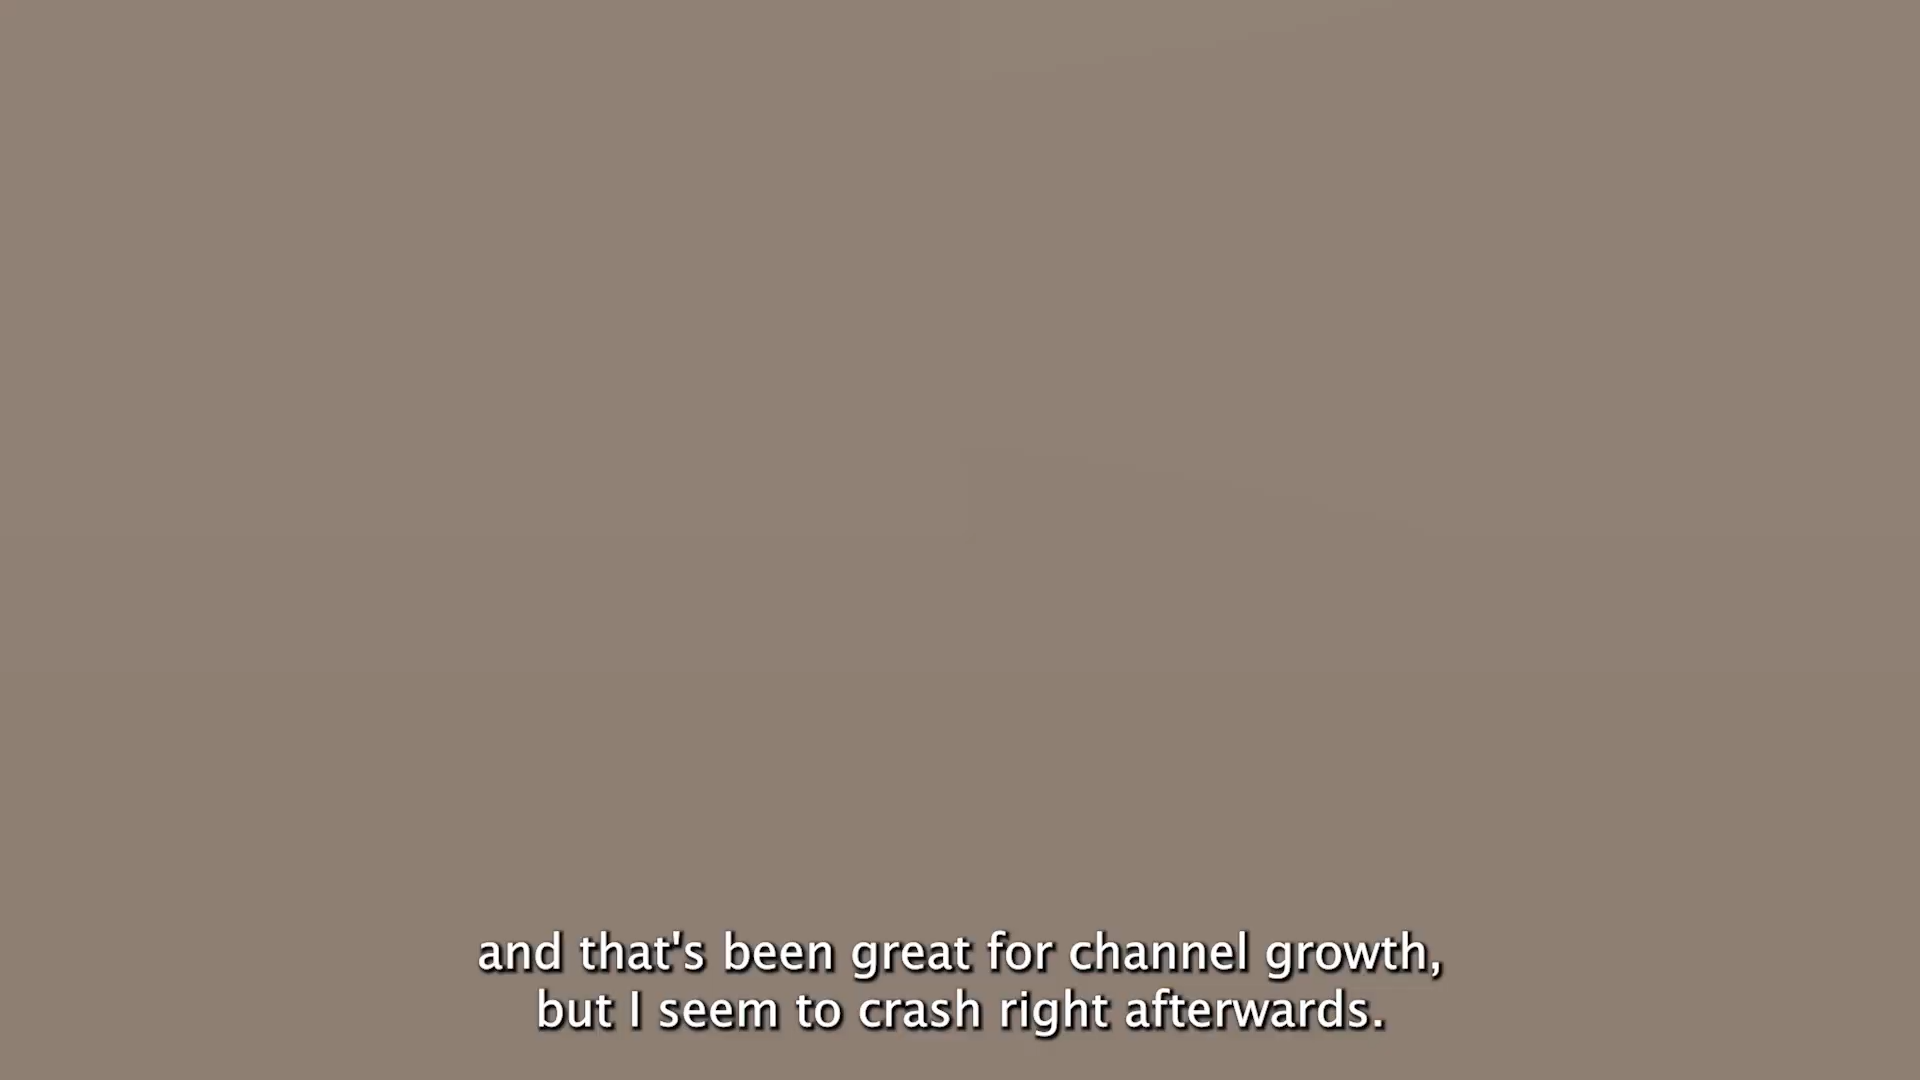 and that's been great for channel growth,
but I seem to crash right afterwards.